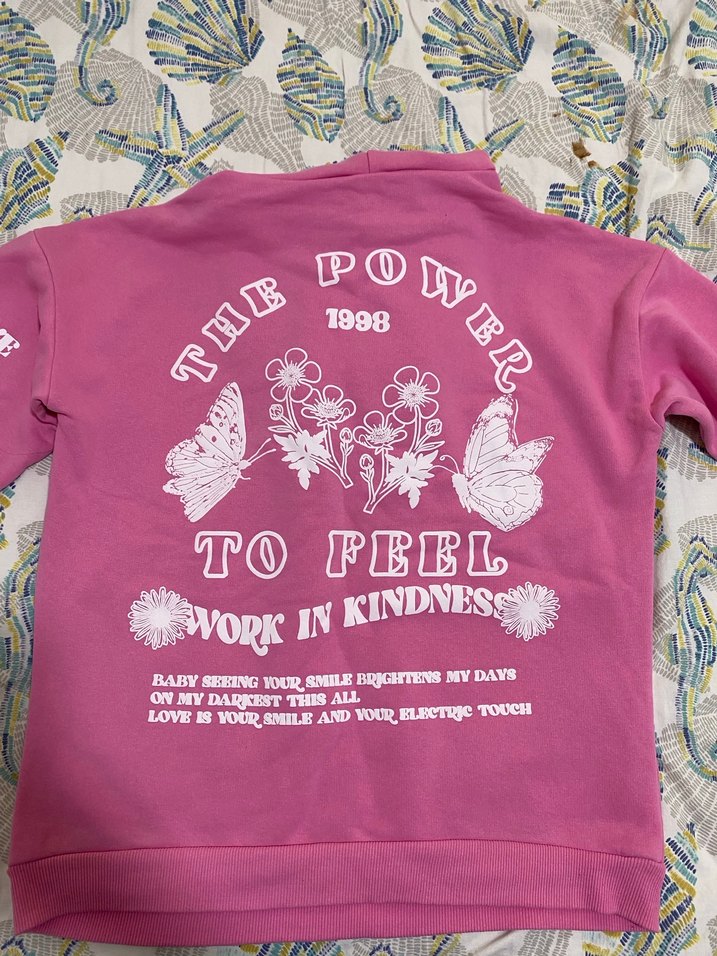 THE POWER
1998
TO FEEL
WORK IN KINDNESS
BABY SEEING YOUR SMILE BRIGHTENS MY DAYS
ON MY DARKEST THIS ALL
LOVE IS YOUR SMILE AND YOUR ELECTRIC TOUCH